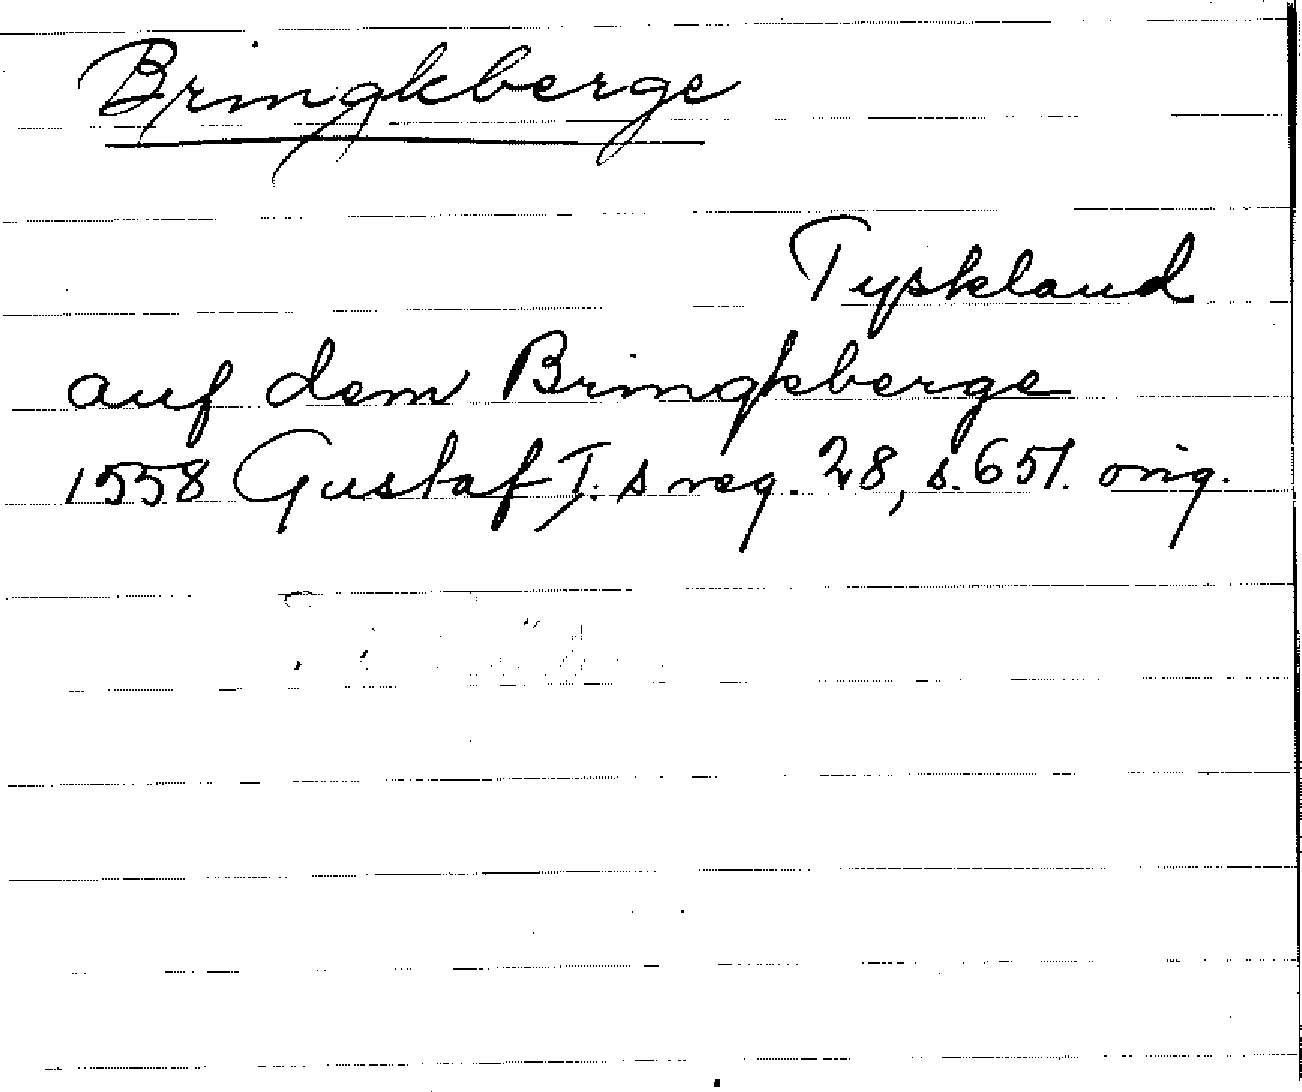 Bringkberge
Tyskland
auf dem Bringkberge
1558 Gustaf I:s reg. 28, s. 651. orig.